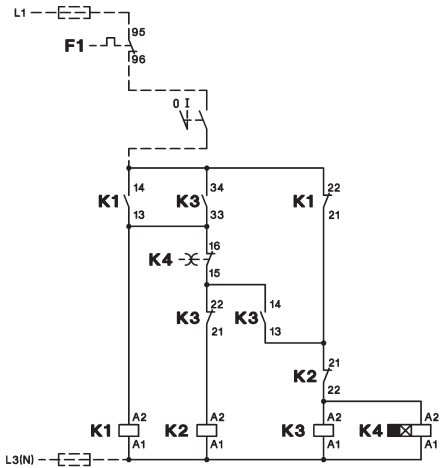 L1
95
F1
96
0 I
14 34 22
K1 K3 K1
13 33 21
16
K4
15
22 14
K3 K3
21 13
21
K2
22
A2 A2 A2 A2
K1 K2 K3 K4
A1 A1 A1 A1
L3(N)